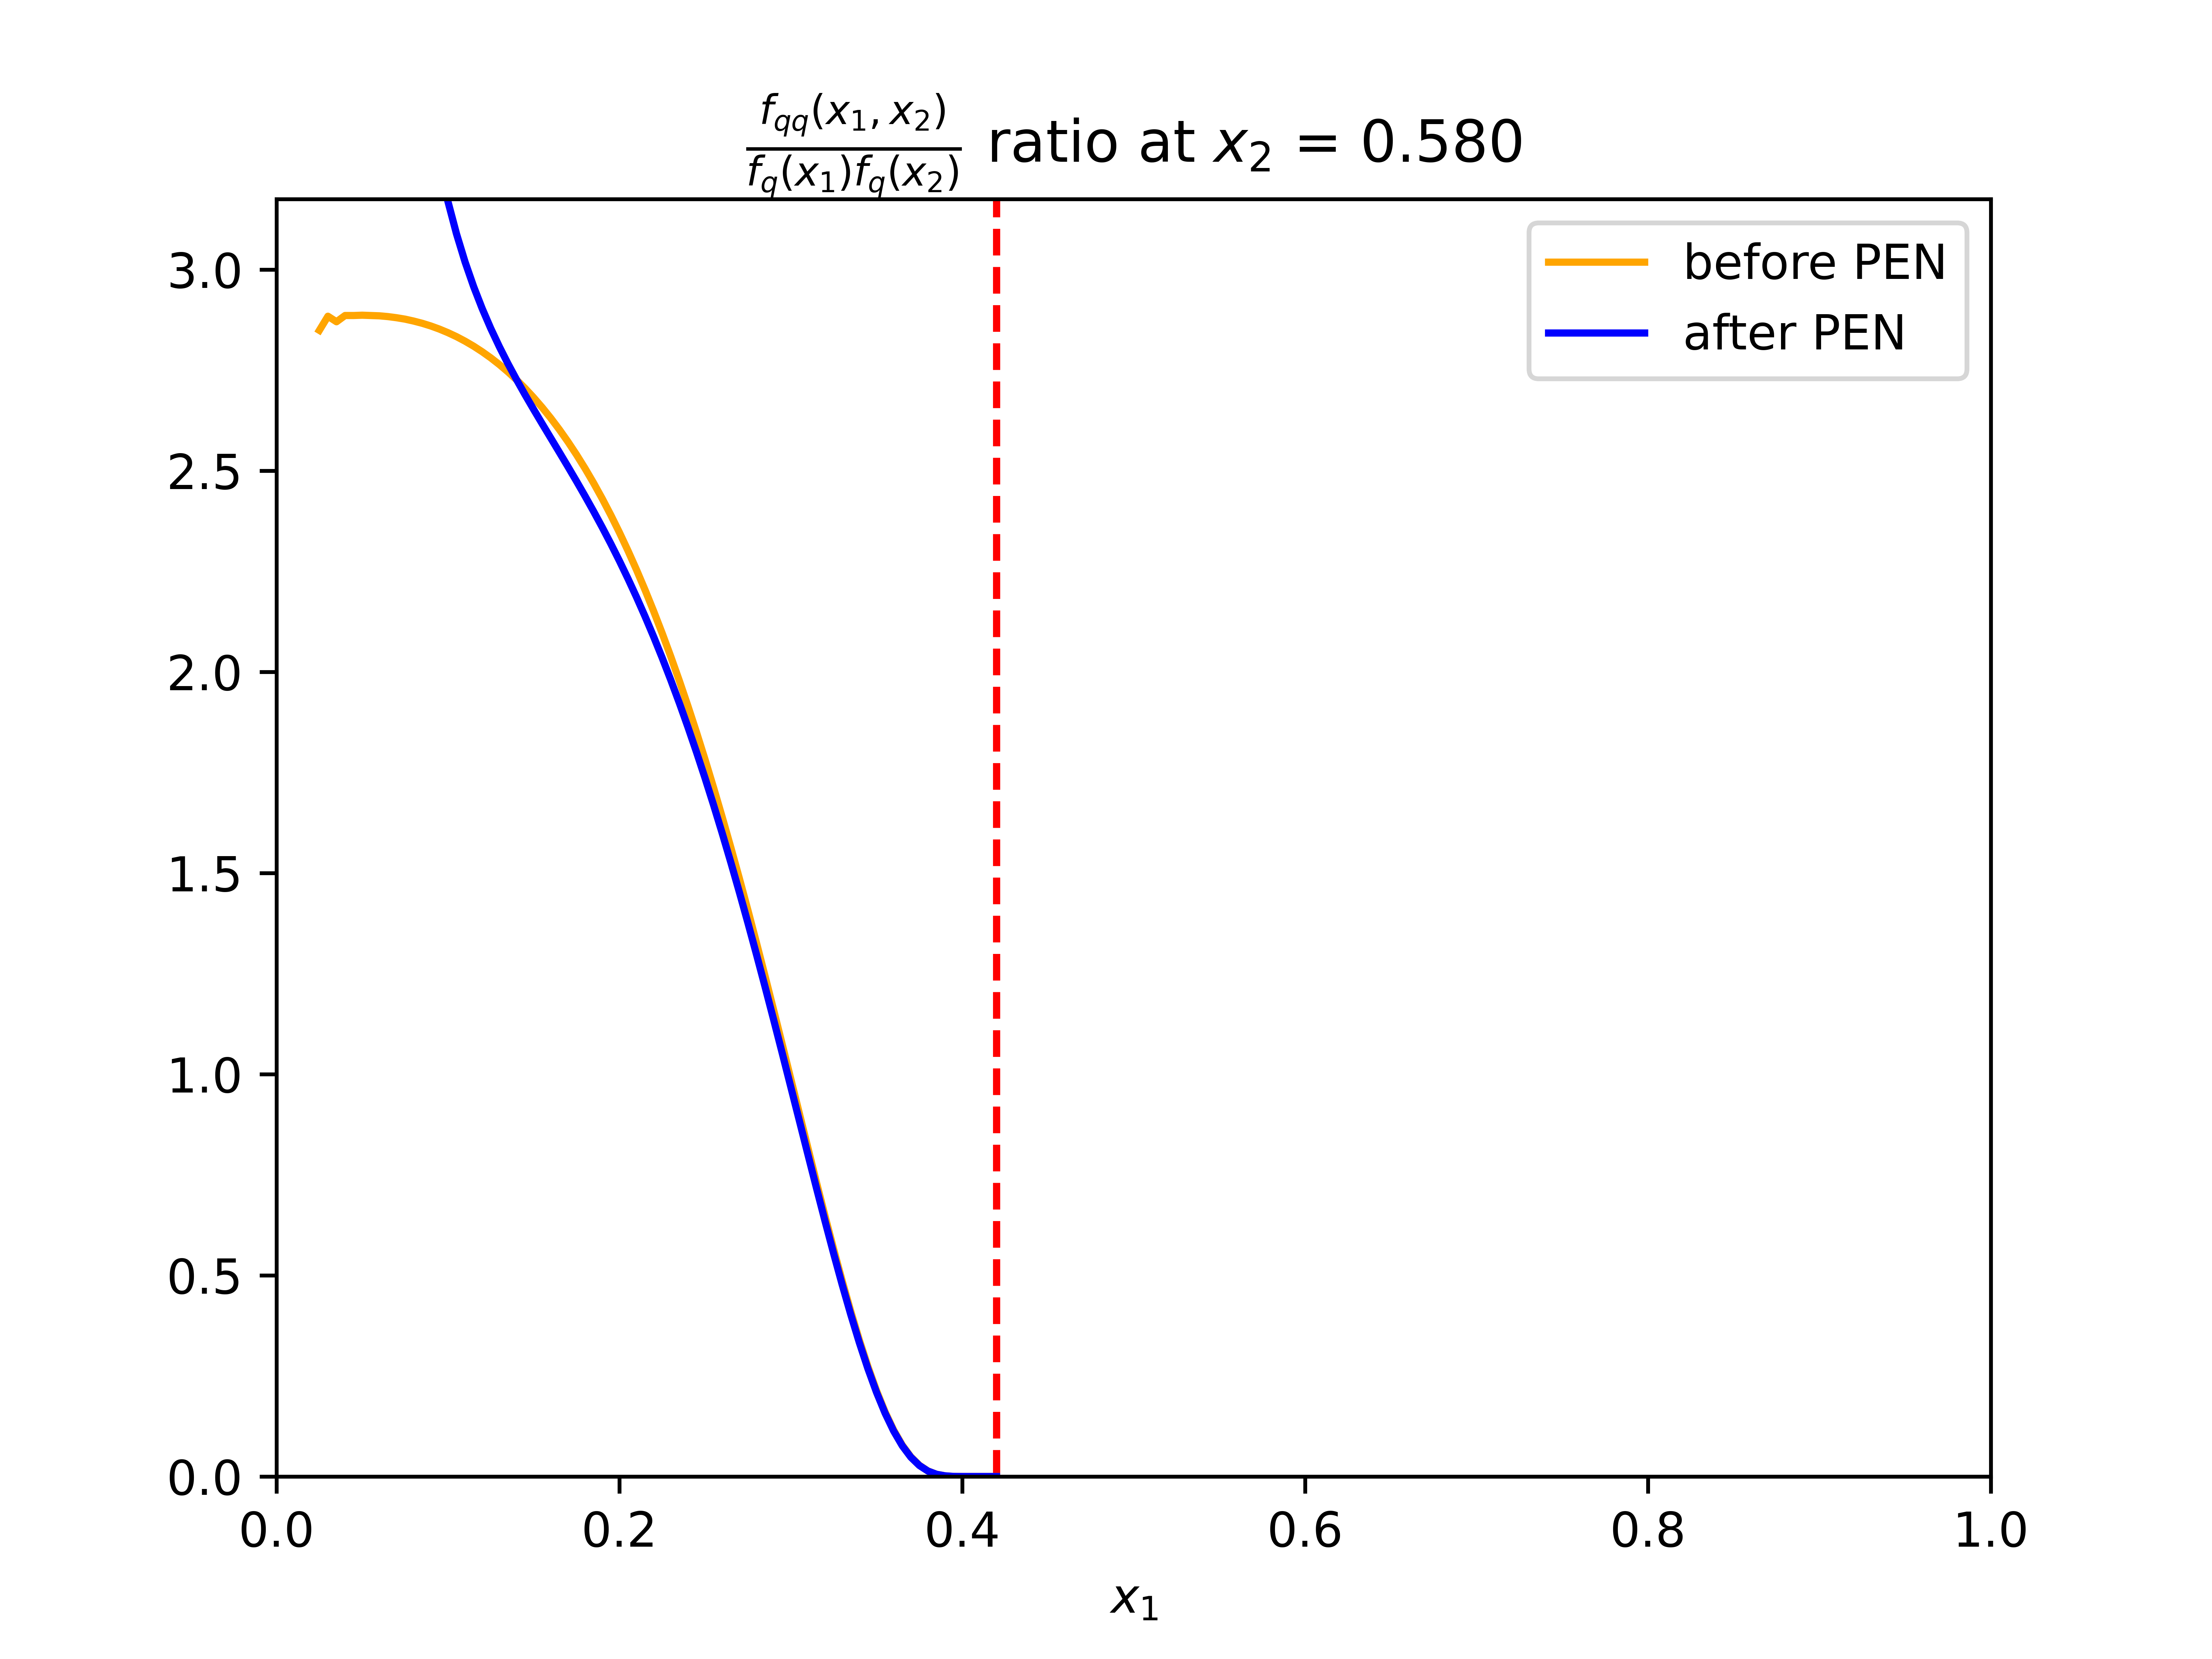 f_qq(x_1, x_2)
f_q(x_1)f_q(x_2) ratio at x_2 = 0.580
before PEN
after PEN
3.0
2.5
2.0
1.5
1.0
0.5
0.0
0.0 0.2 0.4 0.6 0.8 1.0
x_1